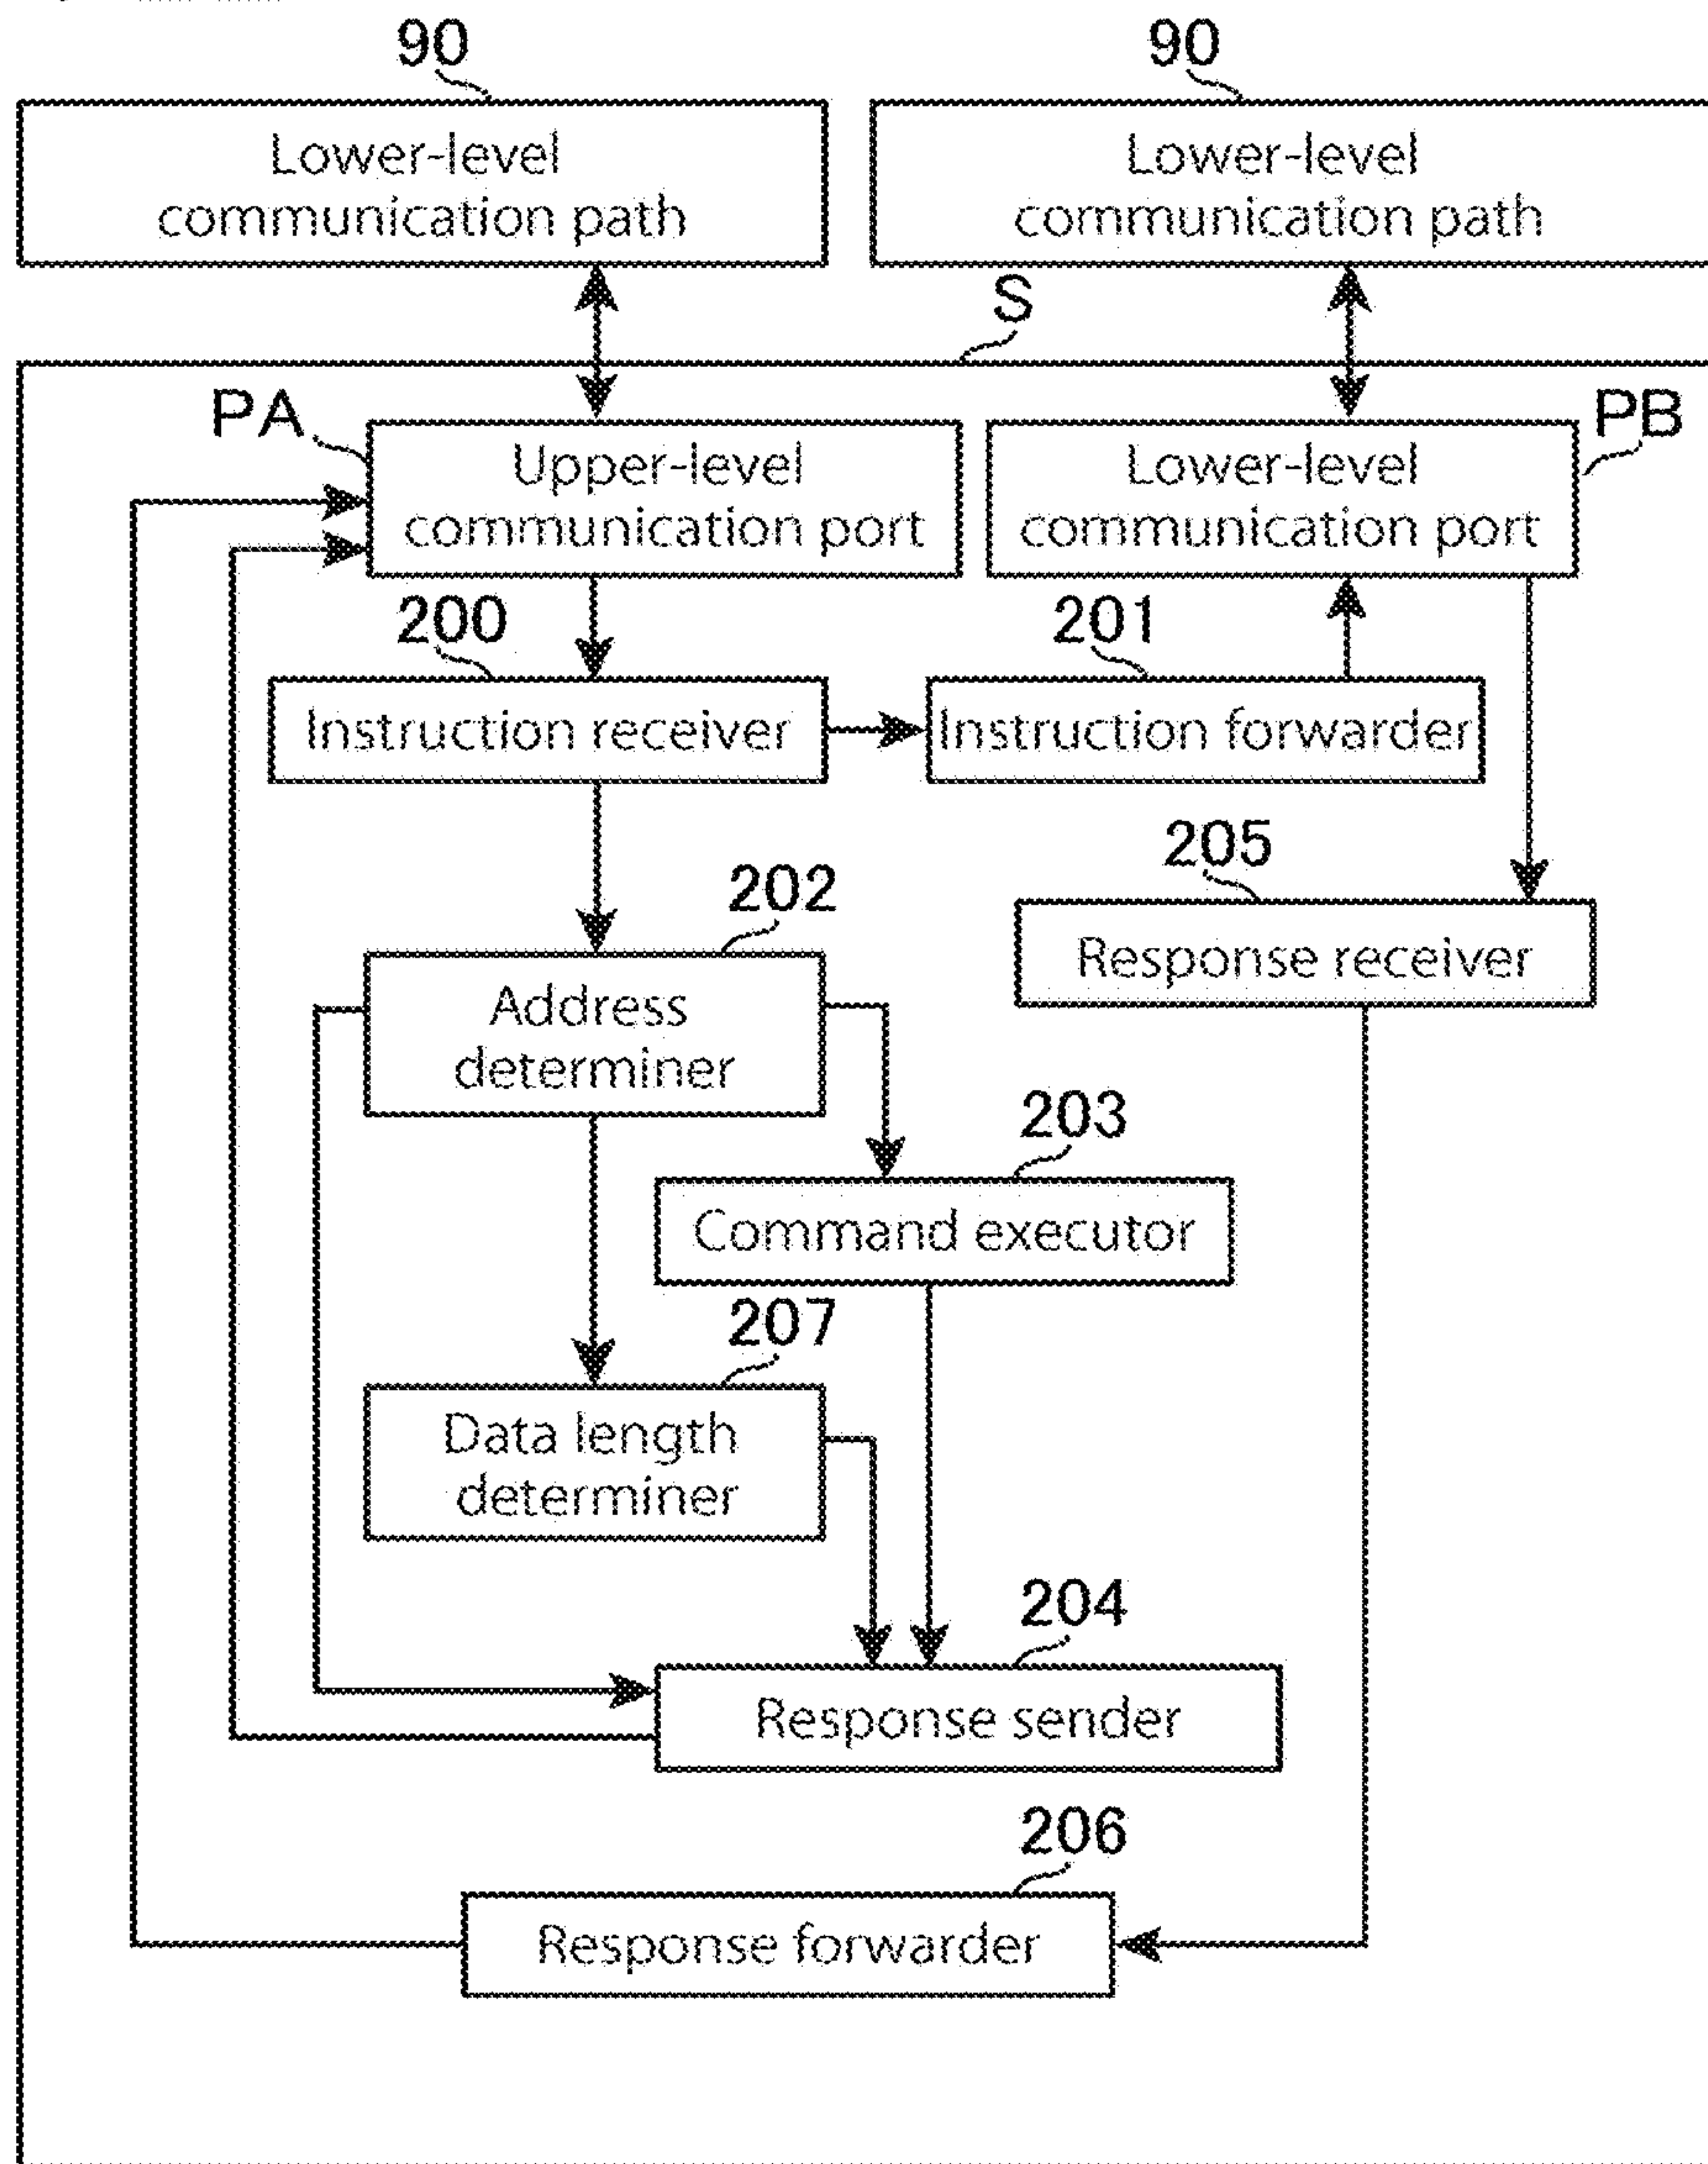 90
90
Lower-level
communication path
Lower-level
communication path
S
PA
Upper-level
communication port
Lower-level
communication port
PB
200
201
Instruction receiver
Instruction forwarder
205
202
Response receiver
Address
determiner
203
Command executor
207
Data length
determiner
204
Response sender
206
Response forwarder